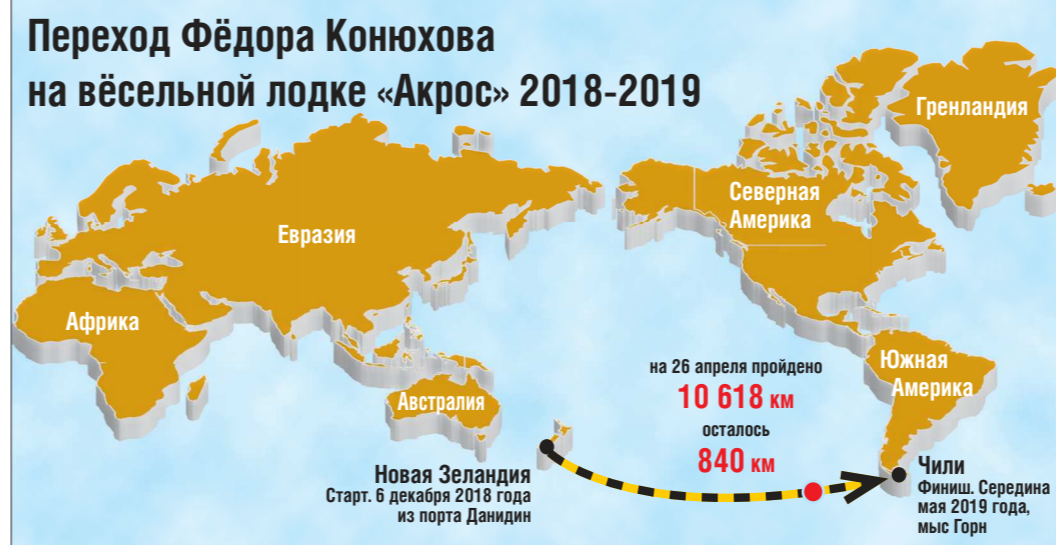 Переход Фёдора Конюхова
на вёсельной лодке «Акрос» 2018-2019
Гренландия
Северная
Америка
Евразия
Африка
Южная
Америка
Австралия
на 26 апреля пройдено
10 618 км
осталось
840 км
Новая Зеландия
Старт. 6 декабря 2018 года
из порта Данидин
Чили
Финиш. Середина
мая 2019 года,
мыс Горн